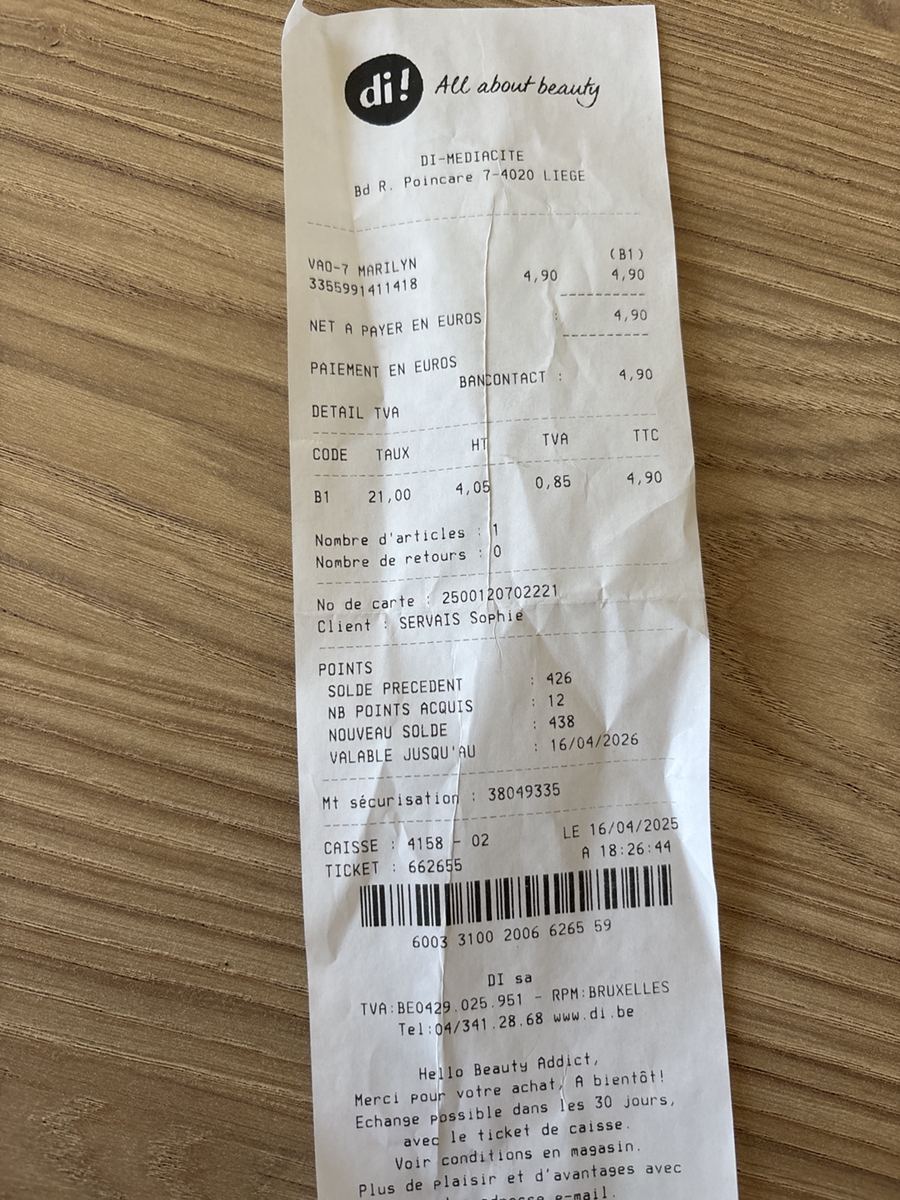 di! All about beauty
DI-MEDIACITE
Bd R. Poincare 7-4020 LIEGE
(B1)
VAO-7 MARILYN
3355991411418 4,90 4,90
NET A PAYER EN EUROS : 4,90
PAIEMENT EN EUROS
BANCONTACT : 4,90
DETAIL TVA
CODE TAUX HT TVA TTC
B1 21,00 4,05 0,85 4,90
Nombre d'articles : 1
Nombre de retours : 0
No de carte : 2500120702221
Client : SERVAIS Sophie
POINTS
SOLDE PRECEDENT : 426
NB POINTS ACQUIS : 12
NOUVEAU SOLDE : 438
VALABLE JUSQU'AU : 16/04/2026
Mt sécurisation : 38049335
CAISSE : 4158 - 02 LE 16/04/2025
TICKET : 662655 A 18:26:44
6003 3100 2006 6265 59
DI sa
TVA:BE0429.025.951 - RPM:BRUXELLES
Tel:04/341.28.68 www.di.be
Hello Beauty Addict,
Merci pour votre achat, A bientôt!
Echange possible dans les 30 jours,
avec le ticket de caisse.
Voir conditions en magasin.
Plus de plaisir et d'avantages avec
adresse e-mail.